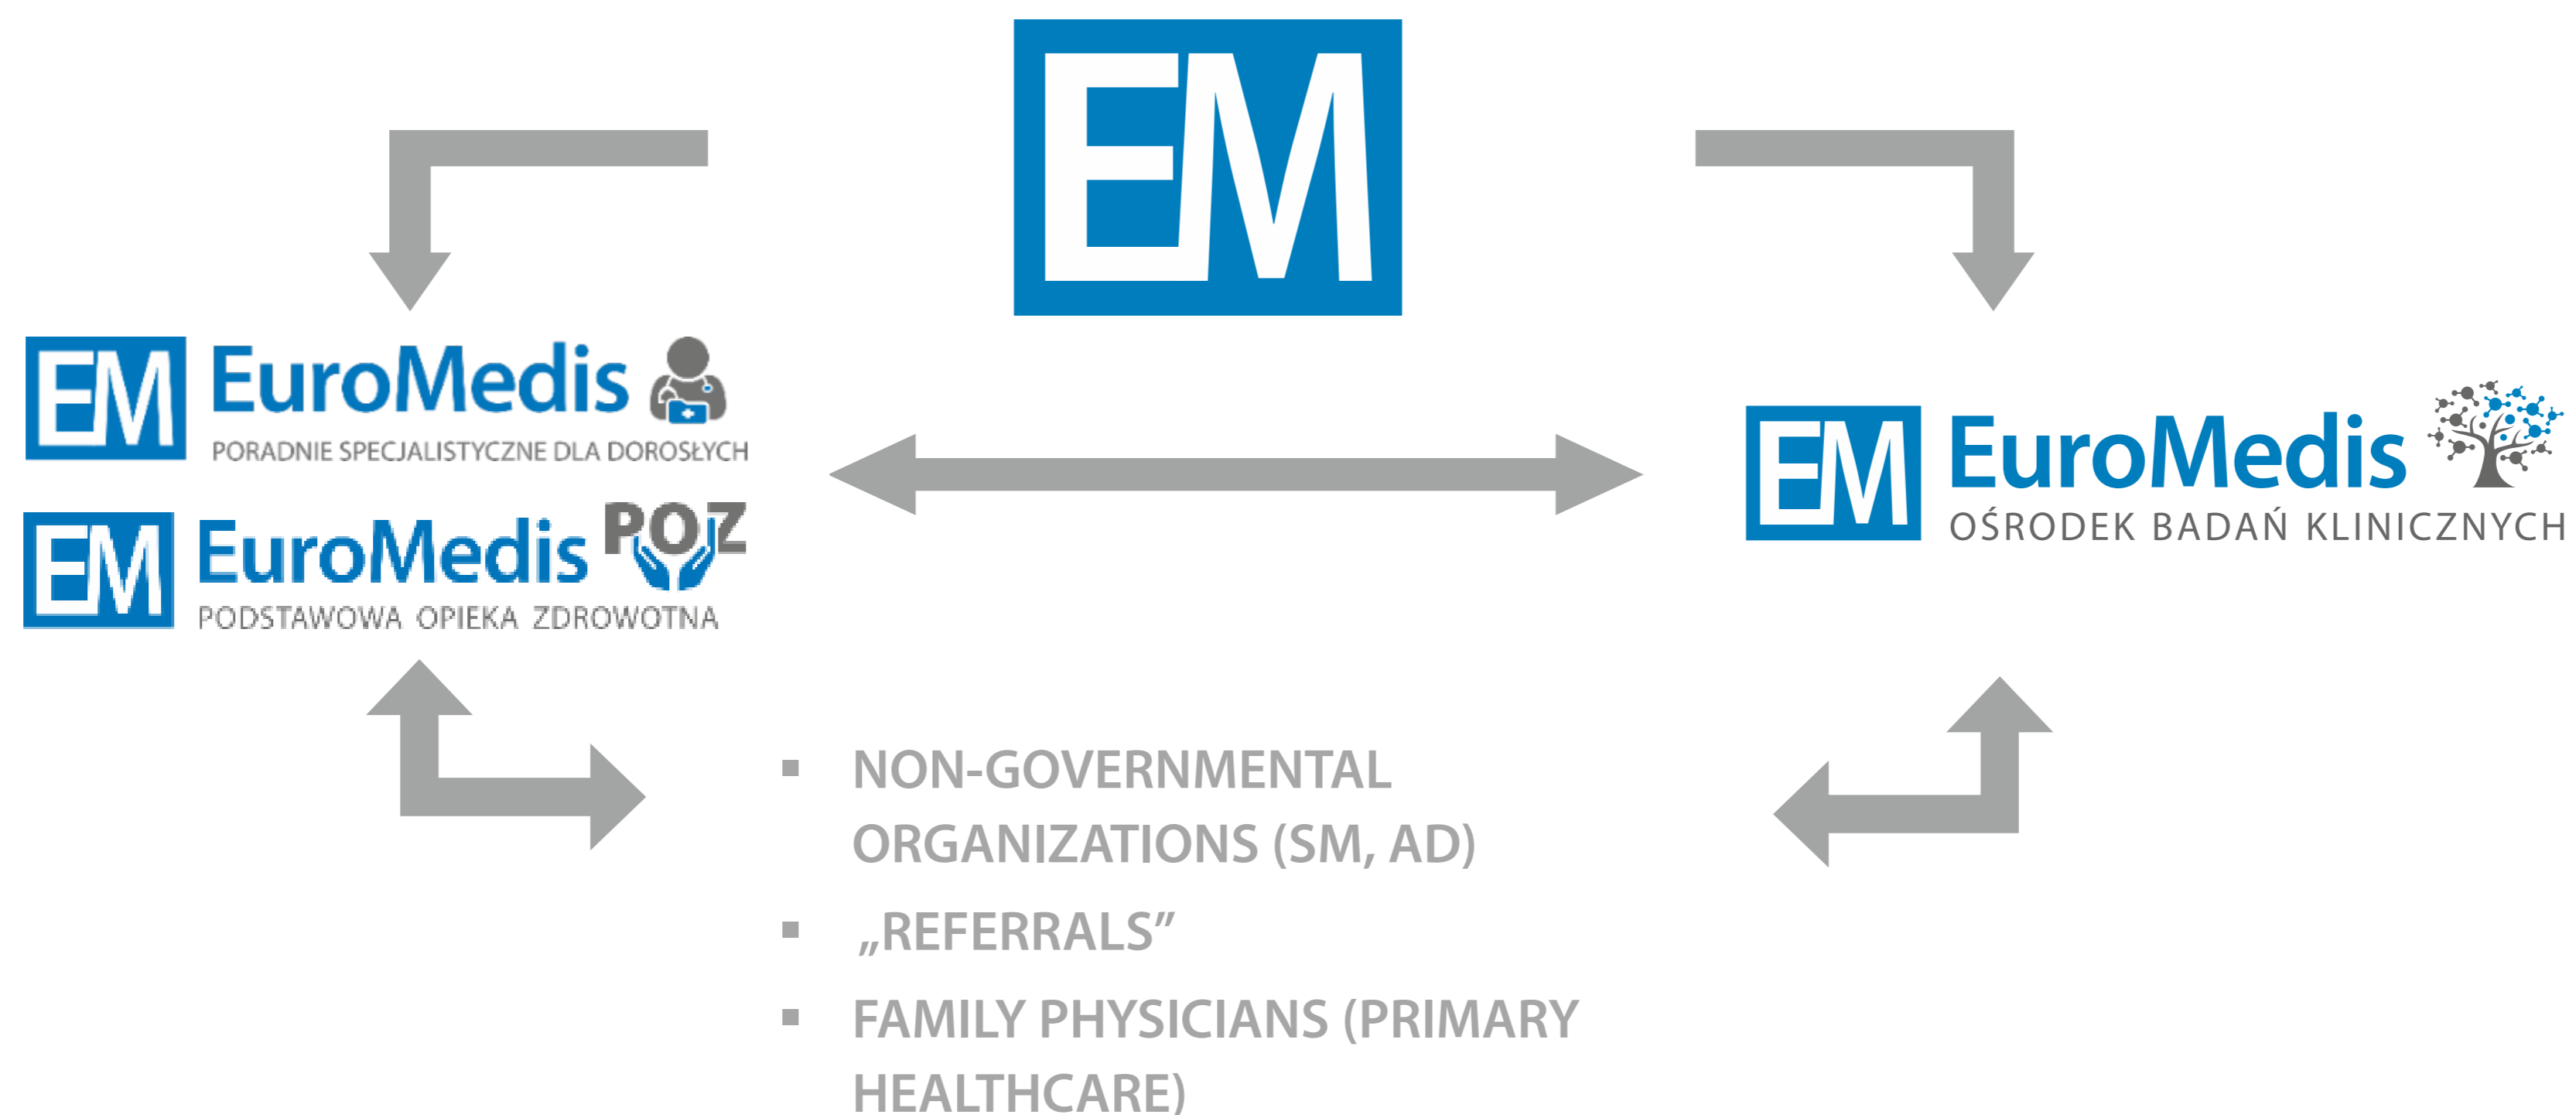 EM
EM EuroMedis
PORADNIE SPECJALISTYCZNE DLA DOROSŁYCH
EM EuroMedis POZ
PODSTAWOWA OPIEKA ZDROWOTNA
EM EuroMedis
OŚRODEK BADAŃ KLINICZNYCH
▪ NON-GOVERNMENTAL
ORGANIZATIONS (SM, AD)
▪ „REFERRALS”
▪ FAMILY PHYSICIANS (PRIMARY
HEALTHCARE)